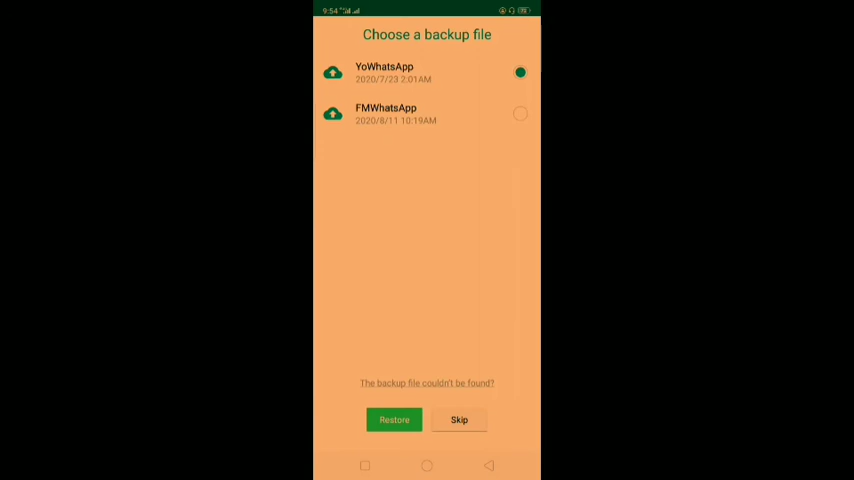 9:54
Choose a backup file
YoWhatsApp
2020/7/23 2:01AM
FMWhatsApp
2020/8/11 10:19AM
The backup file couldn't be found?
Restore
Skip